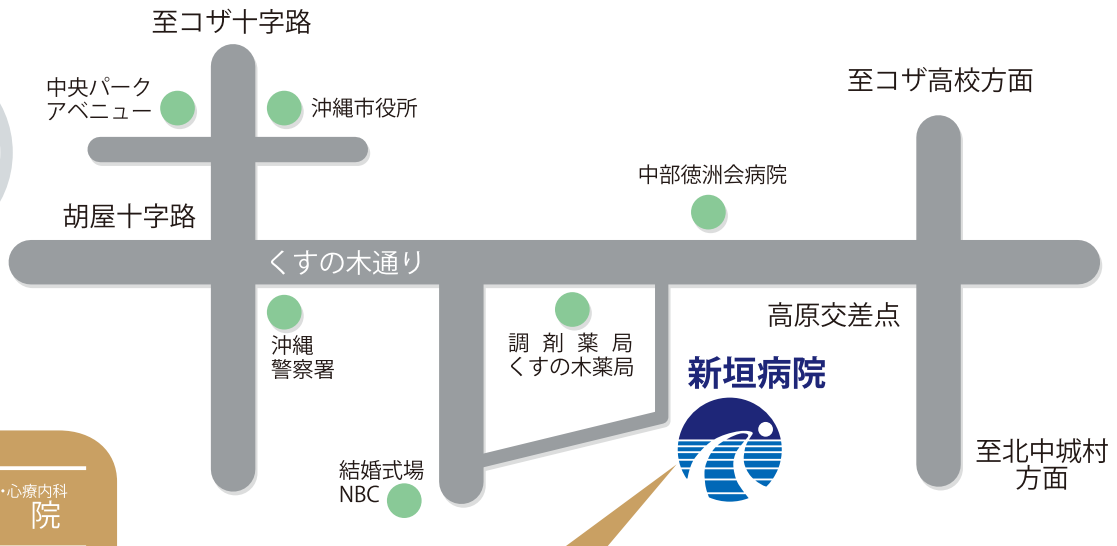 至コザ十字路
中央パーク
アベニュー
沖縄市役所
至コザ高校方面
中部徳洲会病院
胡屋十字路
くすの木通り
高原交差点
沖縄
警察署
調剤薬局
くすの木薬局
新垣病院
結婚式場
NBC
至北中城村
方面
・心療内科
院